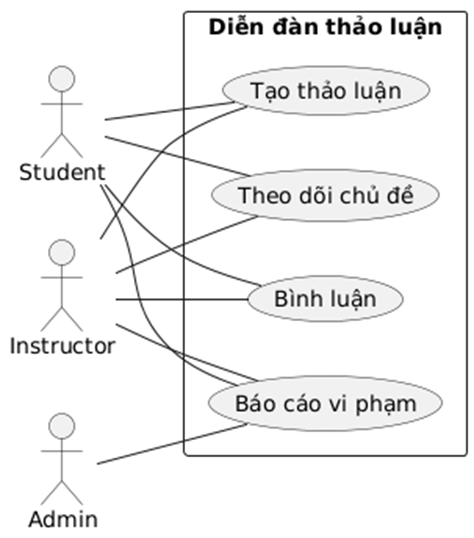 Diễn đàn thảo luận
Tạo thảo luận
Student
Theo dõi chủ đề
Bình luận
Instructor
Báo cáo vi phạm
Admin